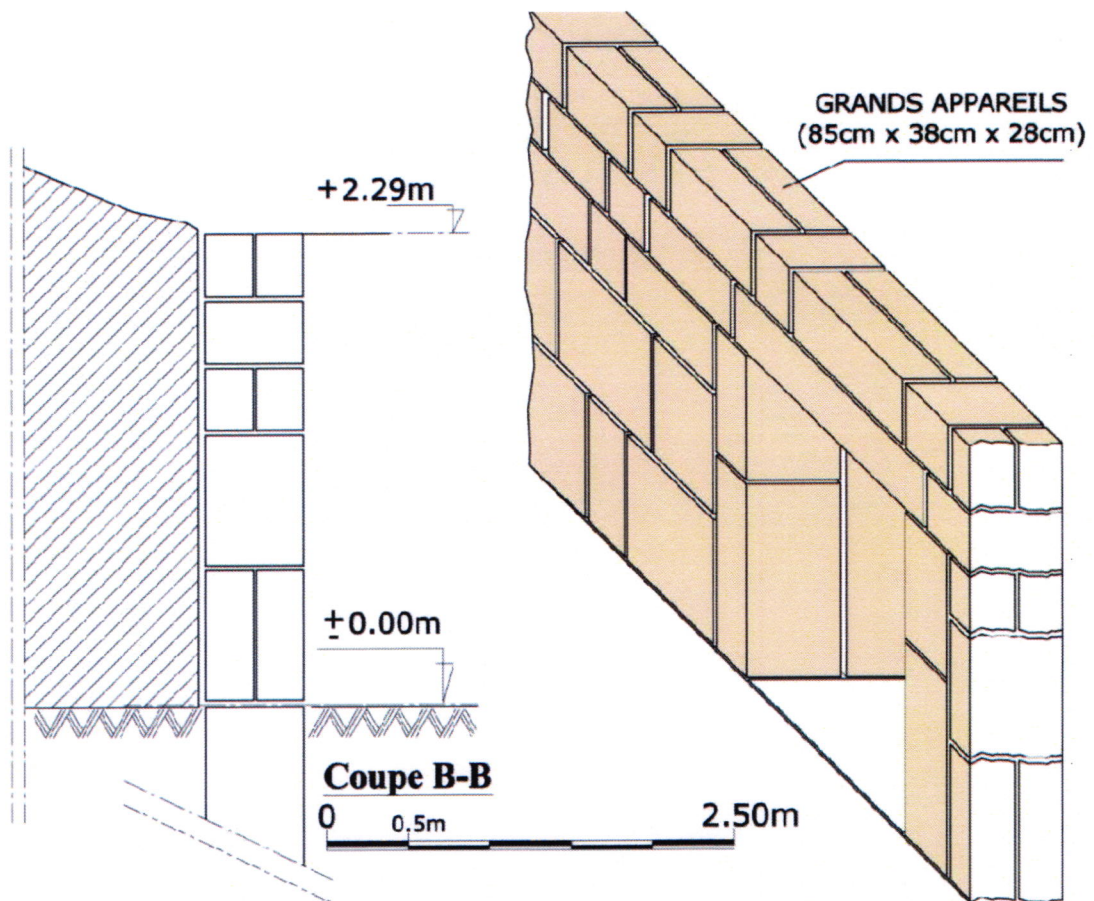 GRANDS APPAREILS
(85cm x 38cm x 28cm)
+2.29m
±0.00m
Coupe B-B
0 0.5m 2.50m